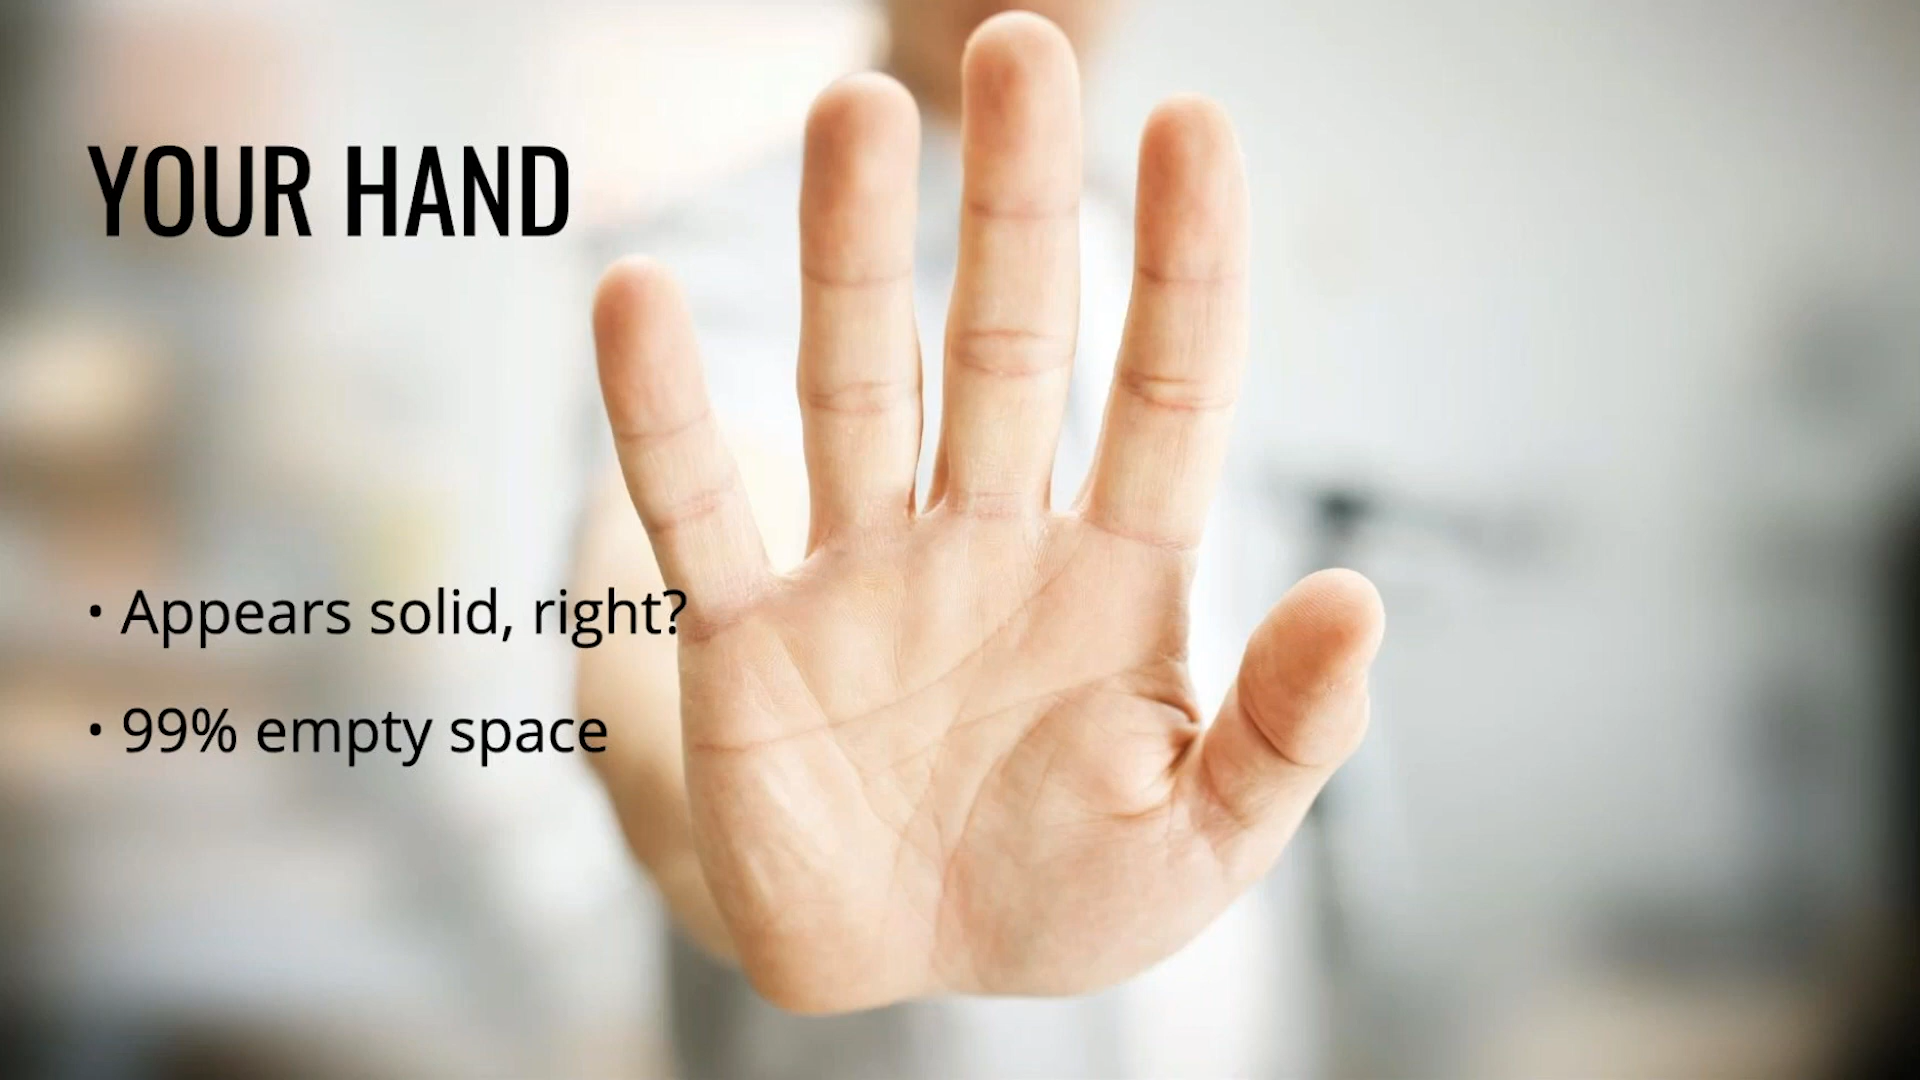 YOUR HAND
• Appears solid, right?
• 99% empty space